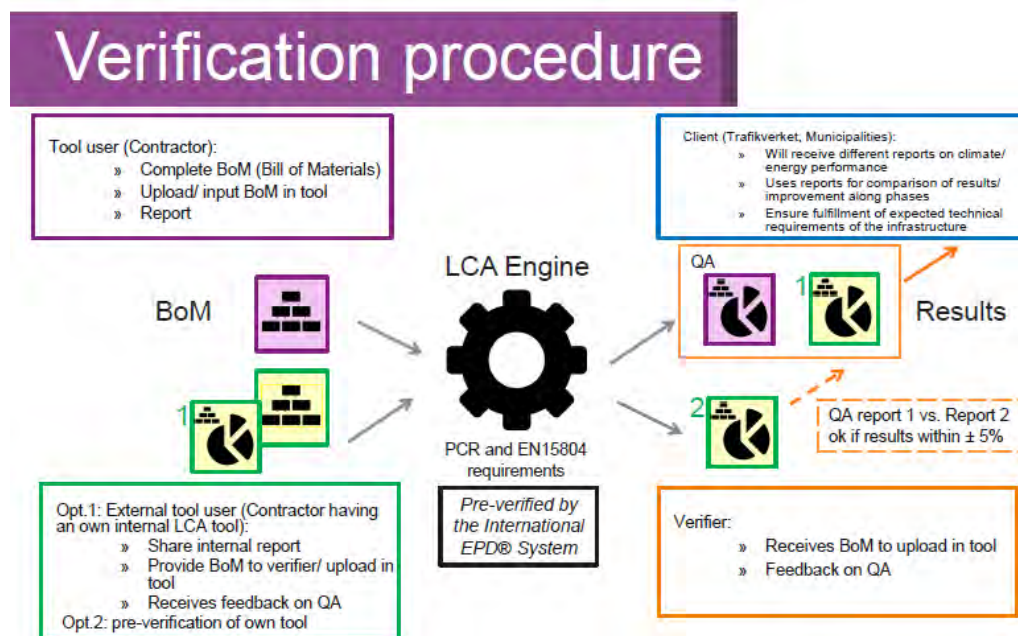 Verification procedure
Tool user (Contractor):
» Complete BoM (Bill of Materials)
» Upload/ input BoM in tool
» Report
Client (Trafikverket, Municipalities):
» Will receive different reports on climate/
energy performance
» Uses reports for comparison of results/
improvement along phases
» Ensure fulfillment of expected technical
requirements of the infrastructure
BoM
LCA Engine
QA
1
Results
1
2
QA report 1 vs. Report 2
ok if results within ± 5%
PCR and EN15804
requirements
Pre-verified by
the International
EPD® System
Opt.1: External tool user (Contractor having
an own internal LCA tool):
» Share internal report
» Provide BoM to verifier/ upload in
tool
» Receives feedback on QA
Opt.2: pre-verification of own tool
Verifier:
» Receives BoM to upload in tool
» Feedback on QA